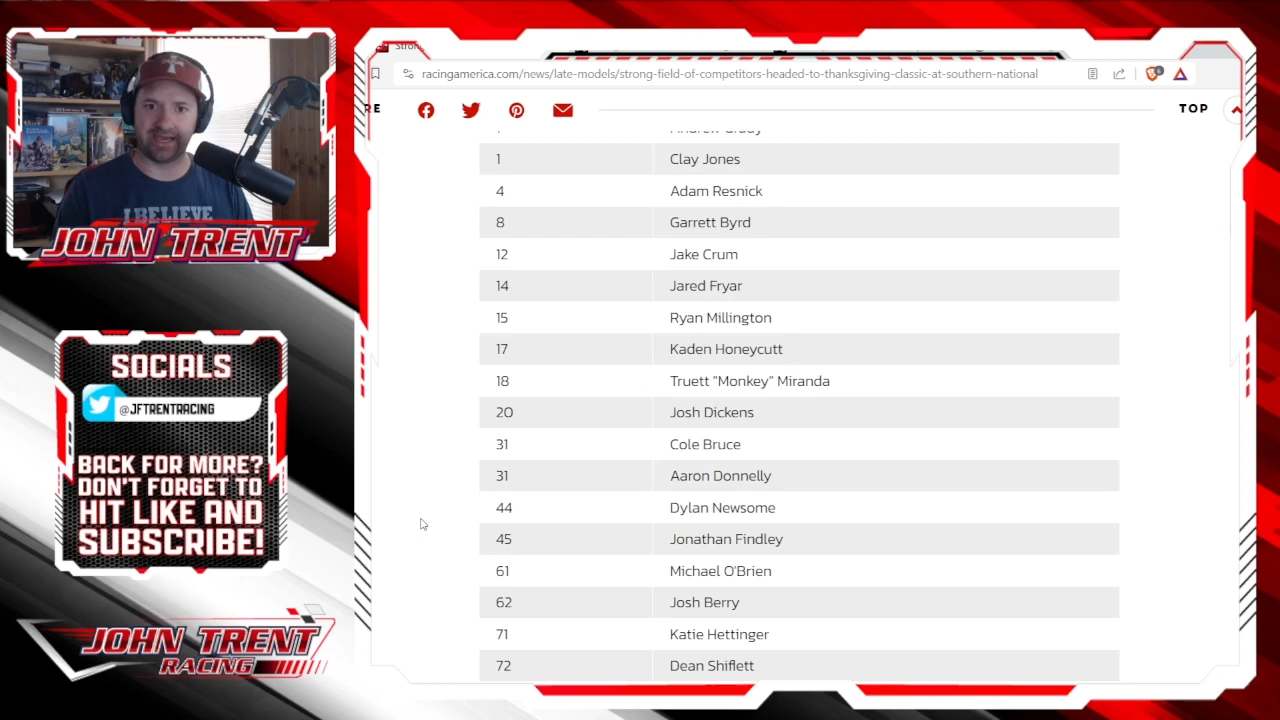 racingamerica.com/news/late-models/strong-field-of-competitors-headed-to-thanksgiving-classic-at-southern-national
TOP
1 Clay Jones
4 Adam Resnick
8 Garrett Byrd
12 Jake Crum
14 Jared Fryar
15 Ryan Millington
17 Kaden Honeycutt
18 Truett "Monkey" Miranda
20 Josh Dickens
31 Cole Bruce
31 Aaron Donnelly
44 Dylan Newsome
45 Jonathan Findley
61 Michael O'Brien
62 Josh Berry
71 Katie Hettinger
72 Dean Shiflett
I BELIEVE
JOHN TRENT
SOCIALS
@JFTRENTRACING
BACK FOR MORE?
DON'T FORGET TO
HIT LIKE AND
SUBSCRIBE!
JOHN TRENT
RACING